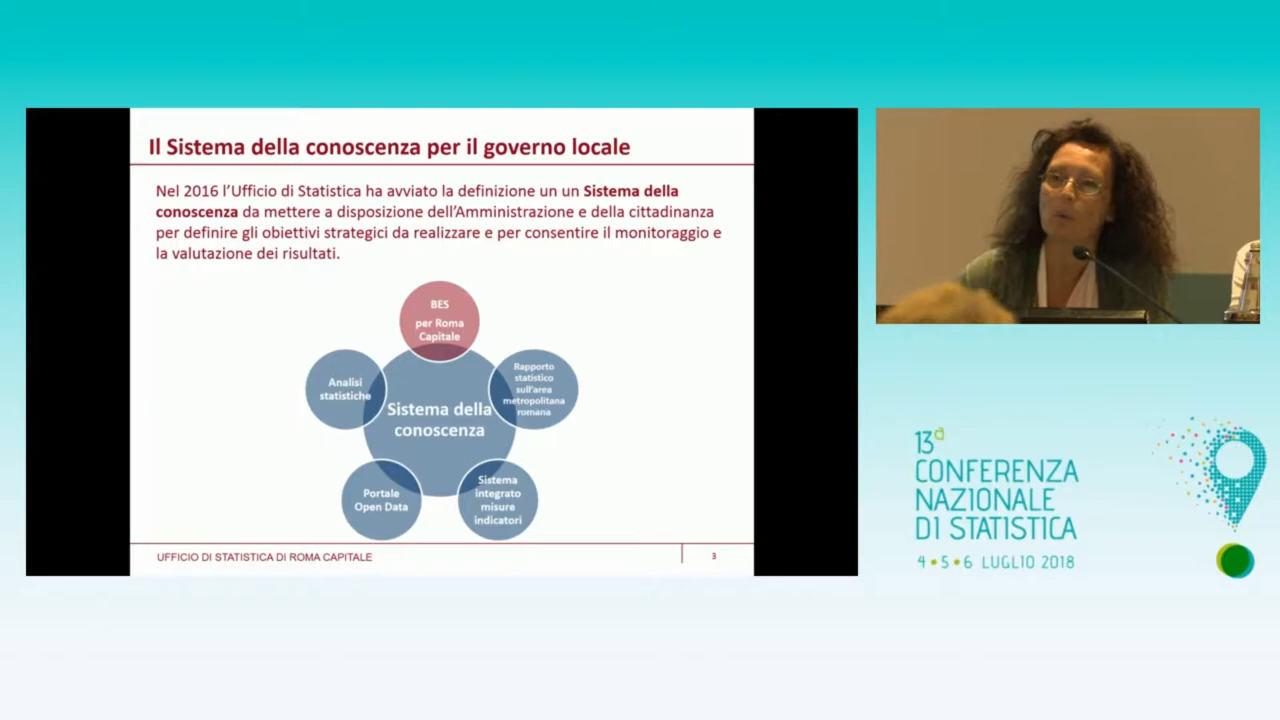 Il Sistema della conoscenza per il governo locale
Nel 2016 l'Ufficio di Statistica ha avviato la definizione un un Sistema della
conoscenza da mettere a disposizione dell'Amministrazione e della cittadinanza
per definire gli obiettivi strategici da realizzare e per consentire il monitoraggio e
la valutazione dei risultati.
BES
per Roma
Capitale
Analisi
statistiche
Rapporto
statistico
sull'area
metropolitana
romana
Sistema della
conoscenza
Portale
Open Data
Sistema
integrato
misure
indicatori
UFFICIO DI STATISTICA DI ROMA CAPITALE
3
13a
CONFERENZA
NAZIONALE
DI STATISTICA
4•5•6 LUGLIO 2018